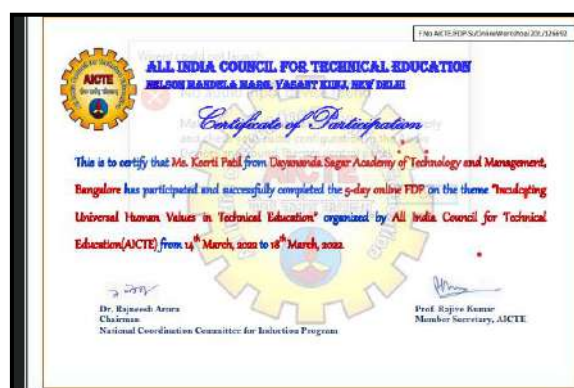 ALL INDIA COUNCIL FOR TECHNICAL EDUCATION
NELSON MANDELA MARG, VASANT KUNJ, NEW DELHI
AICTE
Certificate of Participation
This is to certify that Ms. Keerti Patil from Dayananda Sagar Academy of Technology and Management,
Bangalore has participated and successfully completed the 5-day online FDP on the theme "Inculcating
Universal Human Values in Technical Education" organized by All India Council for Technical
Education(AICTE) from 14th March, 2022 to 18th March, 2022
Dr. Rajneesh Arora
Chairman
National Coordination Committee for Induction Program
Prof. Rajive Kumar
Member Secretary, AICTE